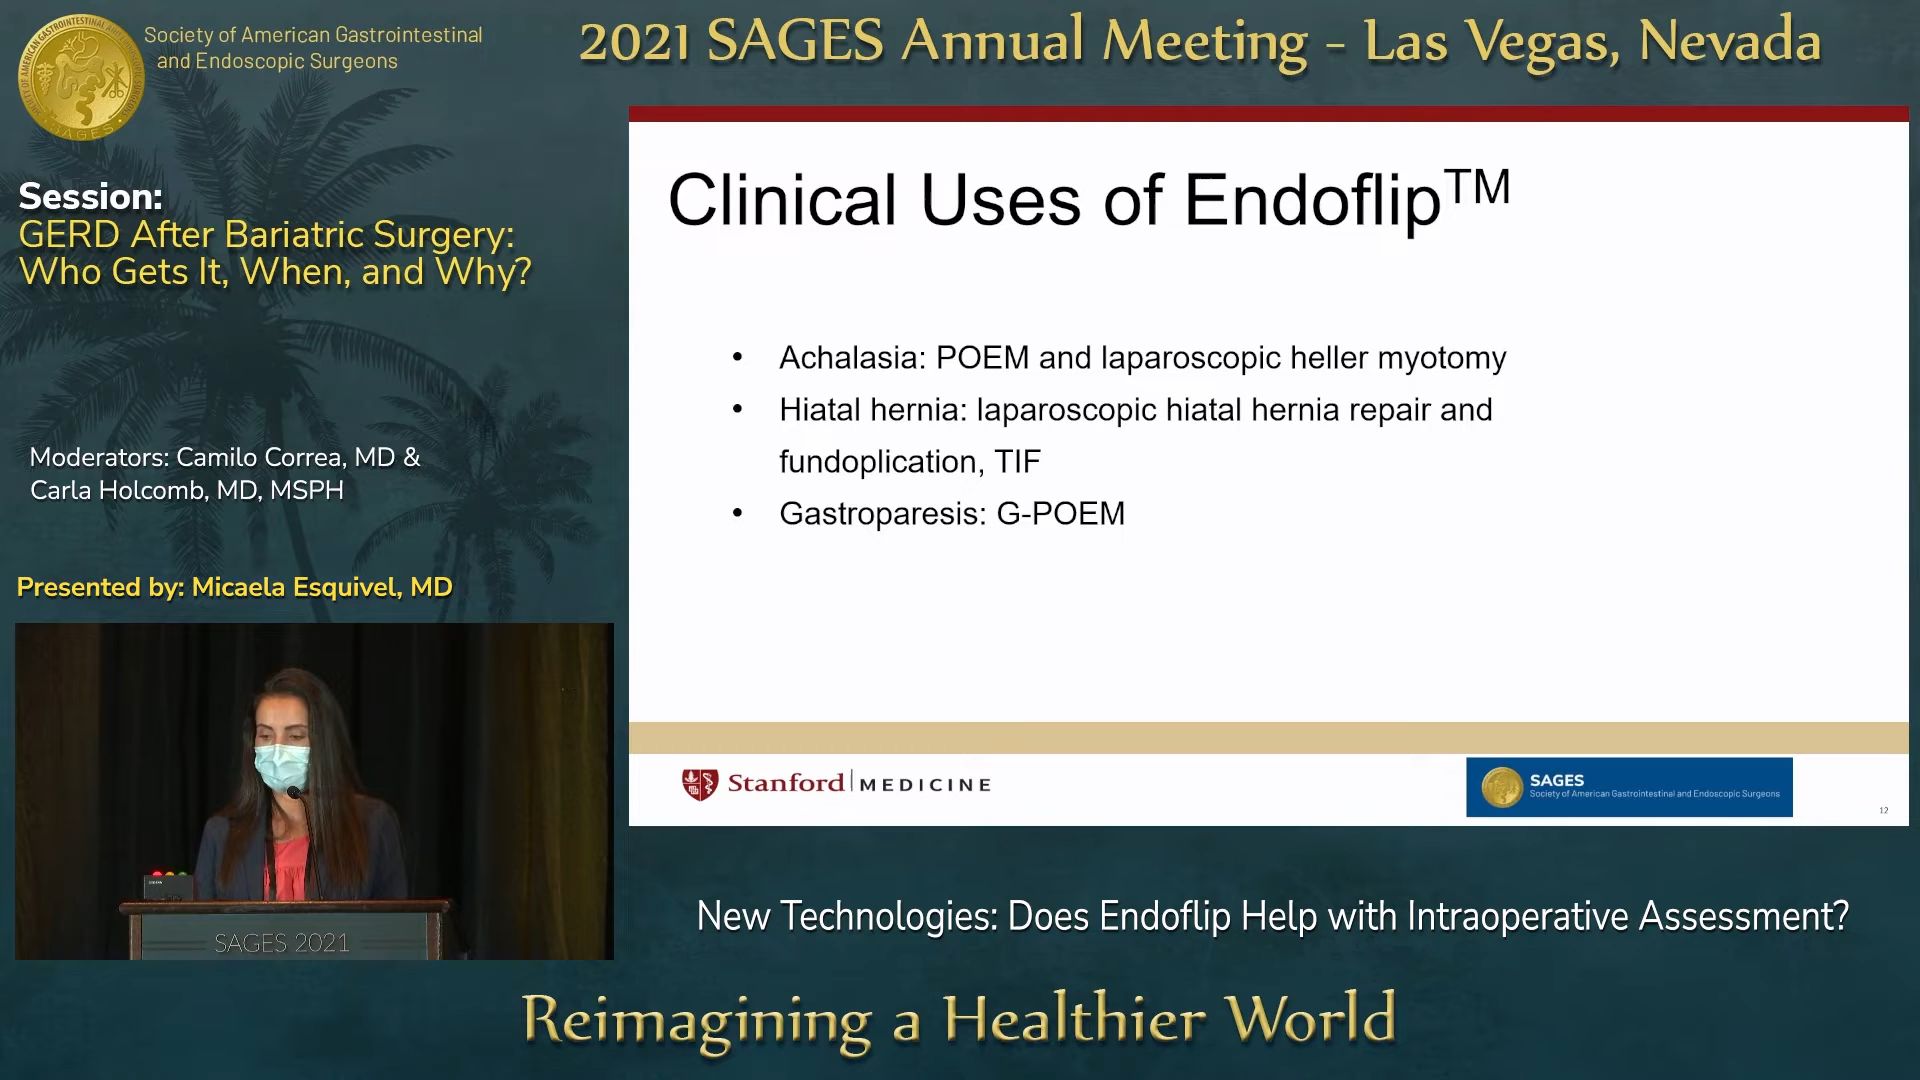 Society of American Gastrointestinal
and Endoscopic Surgeons
2021 SAGES Annual Meeting - Las Vegas, Nevada
SAGES
Session:
GERD After Bariatric Surgery:
Who Gets It, When, and Why?
Moderators: Camilo Correa, MD &
Carla Holcomb, MD, MSPH
Presented by: Micaela Esquivel, MD
SAGES 2021
Clinical Uses of Endoflip™
• Achalasia: POEM and laparoscopic heller myotomy
• Hiatal hernia: laparoscopic hiatal hernia repair and
fundoplication, TIF
• Gastroparesis: G-POEM
Stanford MEDICINE
SAGES
Society of American Gastrointestinal and Endoscopic Surgeons
12
New Technologies: Does Endoflip Help with Intraoperative Assessment?
Reimagining a Healthier World